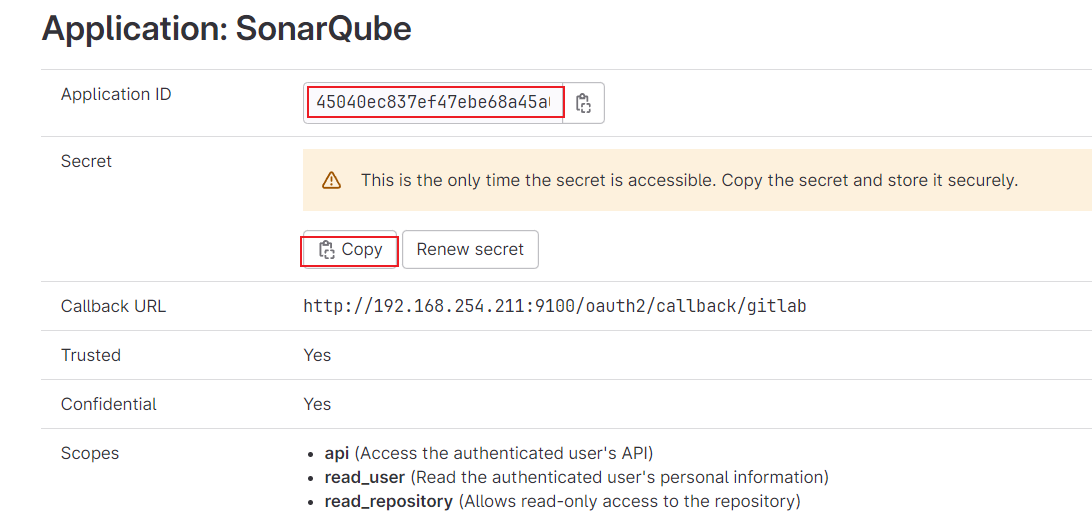 Application: SonarQube
Application ID
45040ec837ef47ebe68a45a
Secret
This is the only time the secret is accessible. Copy the secret and store it securely.
Copy
Renew secret
Callback URL
http://192.168.254.211:9100/oauth2/callback/gitlab
Trusted
Yes
Confidential
Yes
Scopes
• api (Access the authenticated user's API)
• read_user (Read the authenticated user's personal information)
• read_repository (Allows read-only access to the repository)